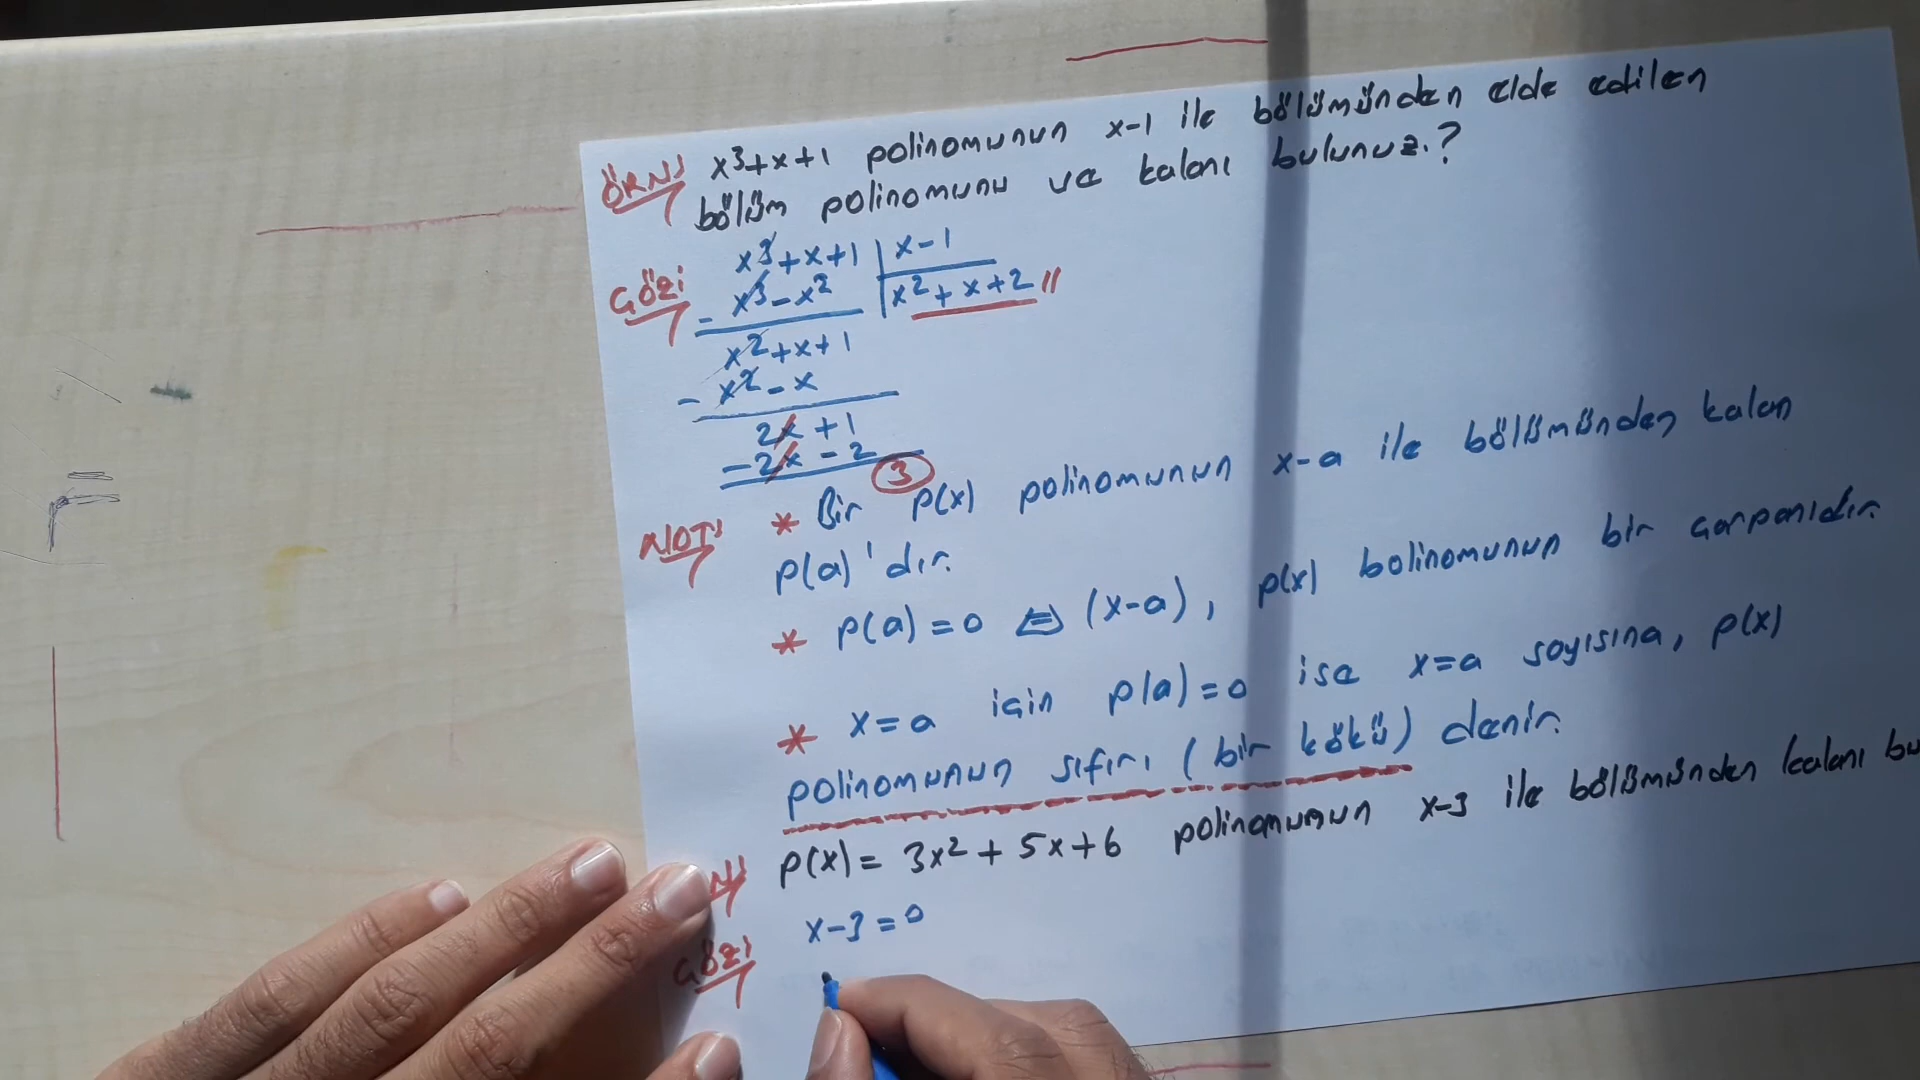 ÖRN: x³+x+1 polinomunun x-1 ile bölümünden elde edilen
bölüm polinomunu ve kalanı bulunuz.?
ÇÖZ: x³+x+1 | x-1
- x³-x² | x²+x+2 //
x²+x+1
- x²-x
2x+1
-2x-2
3
NOT: * Bir p(x) polinomunun x-a ile bölümünden kalan
p(a)'dır.
* p(a)=0 ⇔ (x-a), p(x) bolinomunun bir çarpanıdır.
* x=a için p(a)=0 ise x=a sayısına, p(x)
polinomunun sıfırı (bir kökü) denir.
p(x)= 3x²+5x+6 polinomunun x-3 ile bölümünden kalanı bu
ÇÖZ: x-3=0